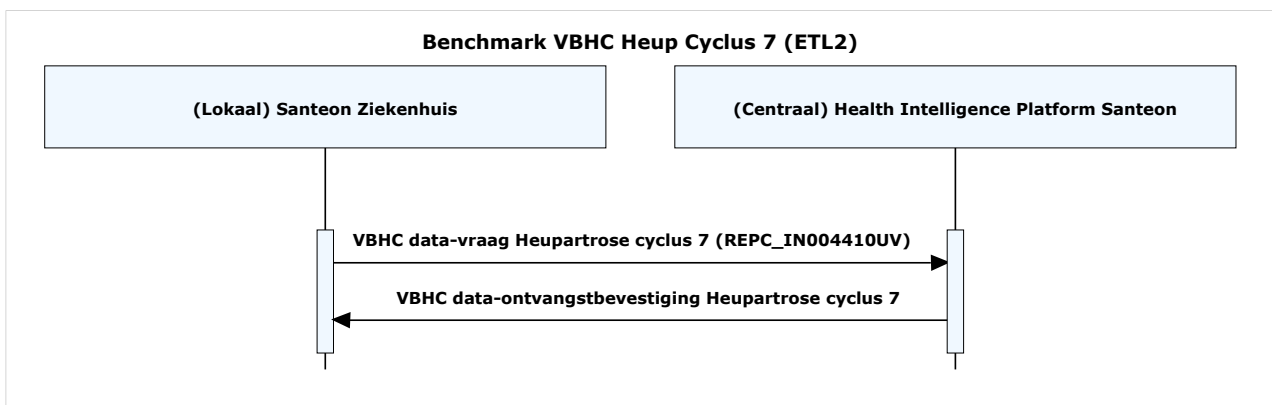 Benchmark VBHC Heup Cyclus 7 (ETL2)
(Lokaal) Santeon Ziekenhuis
(Centraal) Health Intelligence Platform Santeon
VBHC data-vraag Heupartrose cyclus 7 (REPC_IN004410UV)
VBHC data-ontvangstbevestiging Heupartrose cyclus 7